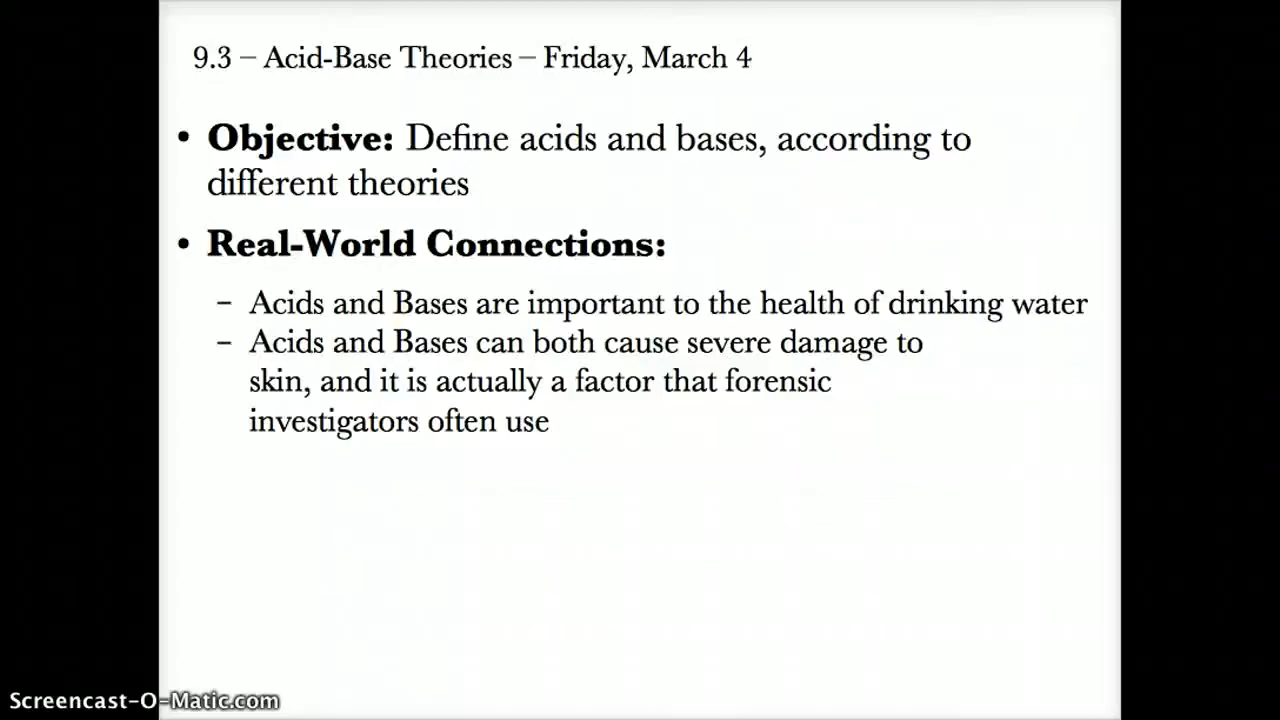 9.3 – Acid-Base Theories – Friday, March 4
• Objective: Define acids and bases, according to
different theories
• Real-World Connections:
– Acids and Bases are important to the health of drinking water
– Acids and Bases can both cause severe damage to
skin, and it is actually a factor that forensic
investigators often use
Screencast-O-Matic.com